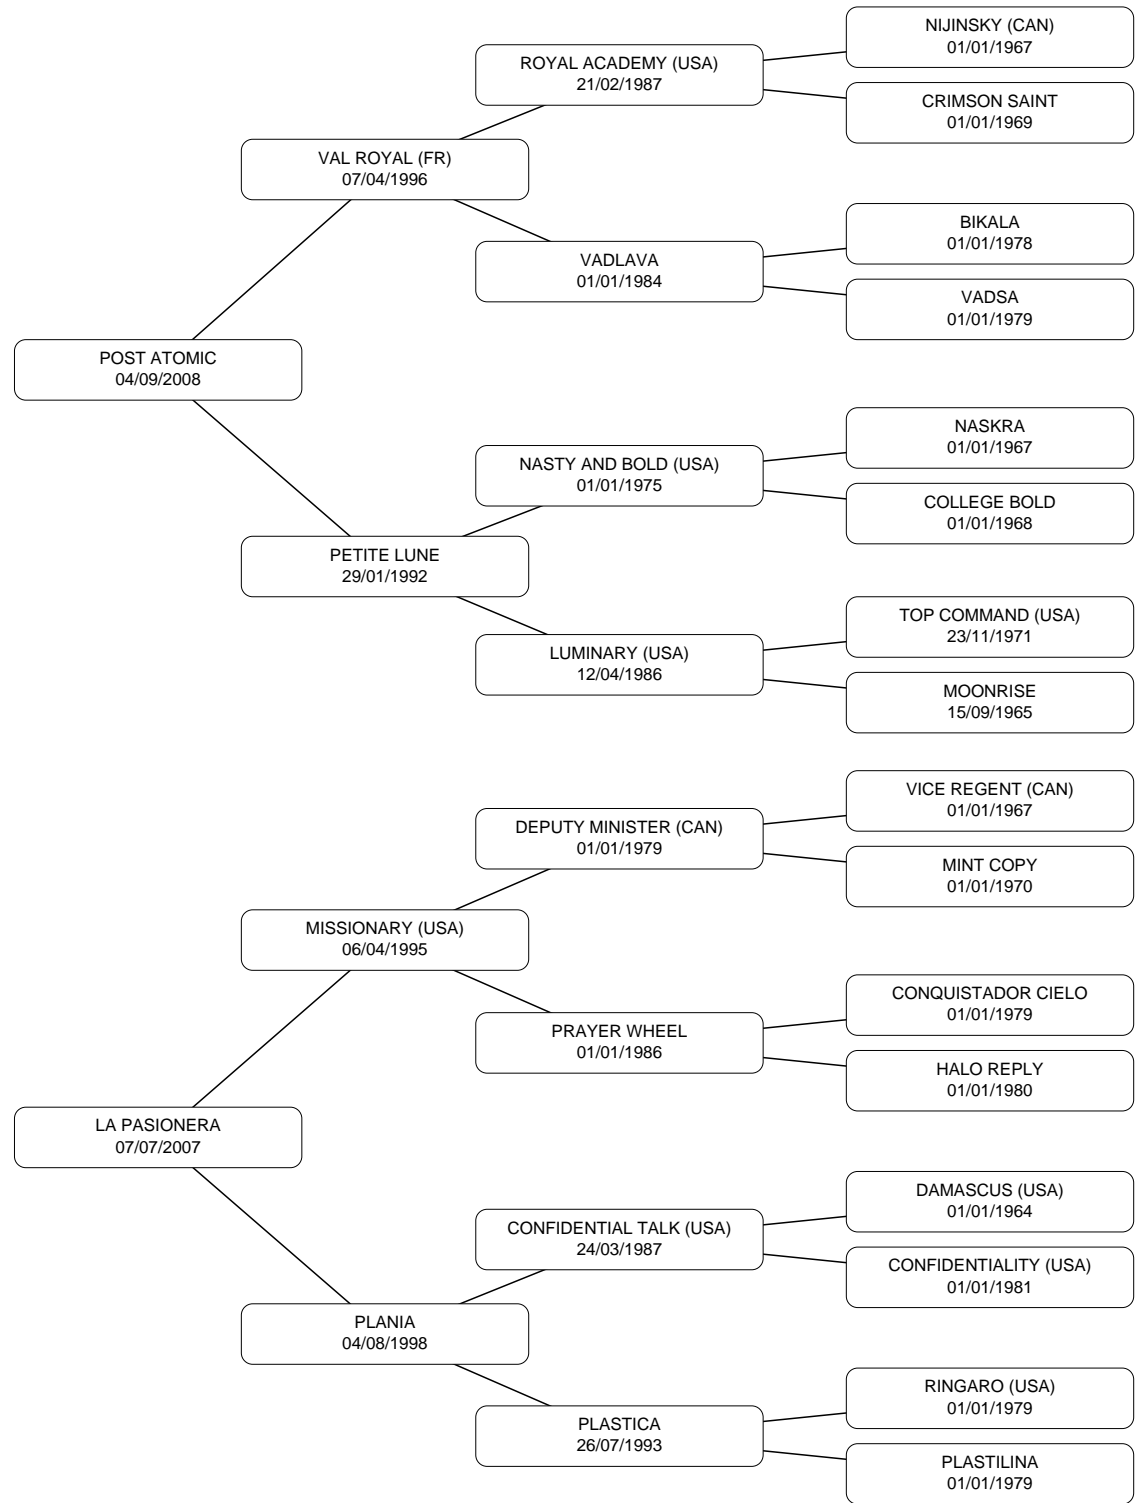 NIJINSKY (CAN)
01/01/1967
ROYAL ACADEMY (USA)
21/02/1987
CRIMSON SAINT
01/01/1969
VAL ROYAL (FR)
07/04/1996
BIKALA
01/01/1978
VADLAVA
01/01/1984
VADSA
01/01/1979
POST ATOMIC
04/09/2008
NASKRA
01/01/1967
NASTY AND BOLD (USA)
01/01/1975
COLLEGE BOLD
01/01/1968
PETITE LUNE
29/01/1992
TOP COMMAND (USA)
23/11/1971
LUMINARY (USA)
12/04/1986
MOONRISE
15/09/1965
VICE REGENT (CAN)
01/01/1967
DEPUTY MINISTER (CAN)
01/01/1979
MINT COPY
01/01/1970
MISSIONARY (USA)
06/04/1995
CONQUISTADOR CIELO
01/01/1979
PRAYER WHEEL
01/01/1986
HALO REPLY
01/01/1980
LA PASIONERA
07/07/2007
DAMASCUS (USA)
01/01/1964
CONFIDENTIAL TALK (USA)
24/03/1987
CONFIDENTIALITY (USA)
01/01/1981
PLANIA
04/08/1998
RINGARO (USA)
01/01/1979
PLASTICA
26/07/1993
PLASTILINA
01/01/1979